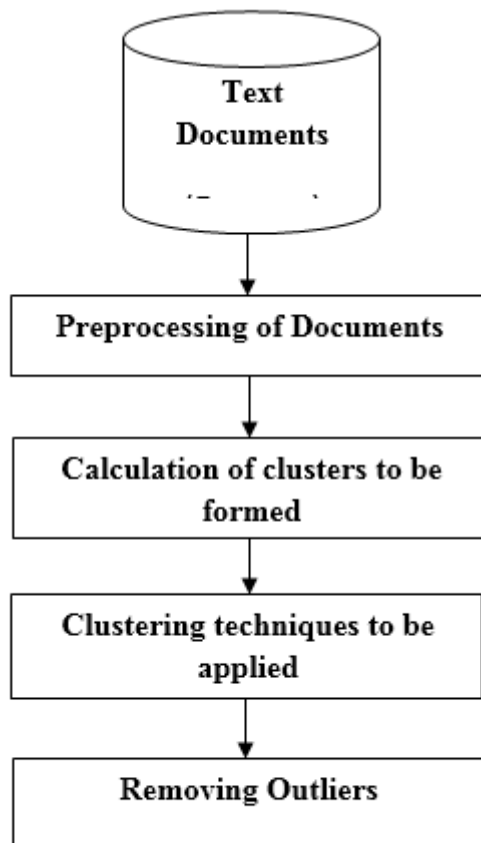 Text
Documents
Preprocessing of Documents
Calculation of clusters to be
formed
Clustering techniques to be
applied
Removing Outliers